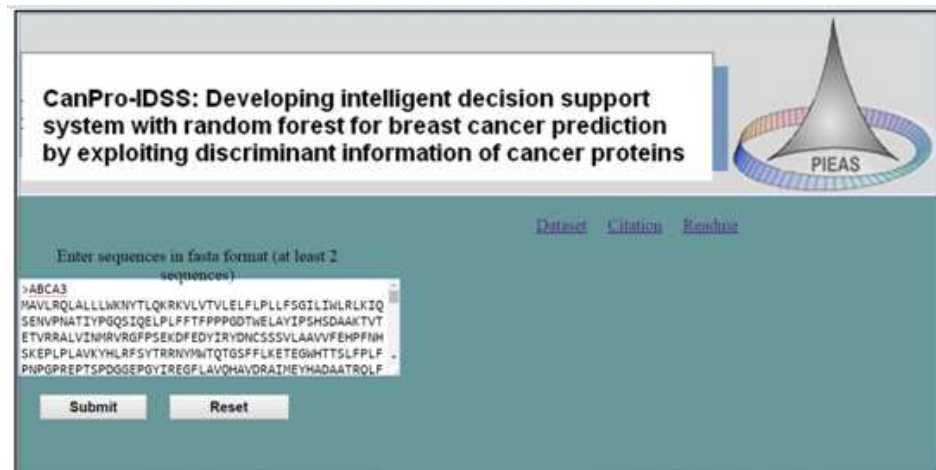 CanPro-IDSS: Developing intelligent decision support
system with random forest for breast cancer prediction
by exploiting discriminant information of cancer proteins
PIEAS
Dataset Citation Readme
Enter sequences in fasta format (at least 2
sequences)
>ABCA3
MAVLRQLALLLWKNYTLQKRKVLVTVLELFLPLLFSGILIWLRLKIQ
SENVPNATIYPGQSIQELPLFFTFPPPGDTWELAYIPSHSDAAKTVT
ETVRRALVINMRVRGFPSEKDFEDYIRYDNCSSSVLAAVVFEHPFNH
SKEPLPLAVKYHLRFSYTRRNYMWTQTGSFFLKETEGWHTTSLFPLF
PNPGPREPTSPDGGEPGYIREGFLAVQHAVDRAIMEYHADAATRQLF
Submit Reset